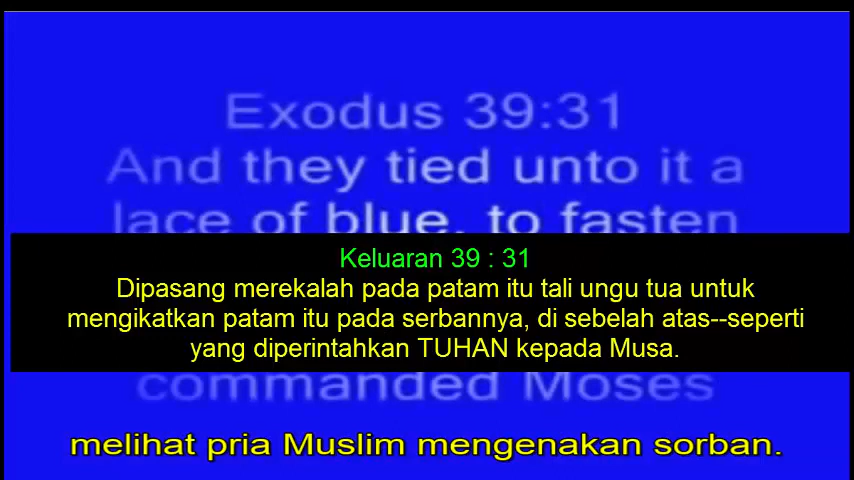 Exodus 39:31
And they tied unto it a
lace of blue, to fasten
Keluaran 39 : 31
Dipasang merekalah pada patam itu tali ungu tua untuk
mengikatkan patam itu pada serbannya, di sebelah atas--seperti
yang diperintahkan TUHAN kepada Musa.
commanded Moses
melihat pria Muslim mengenakan sorban.